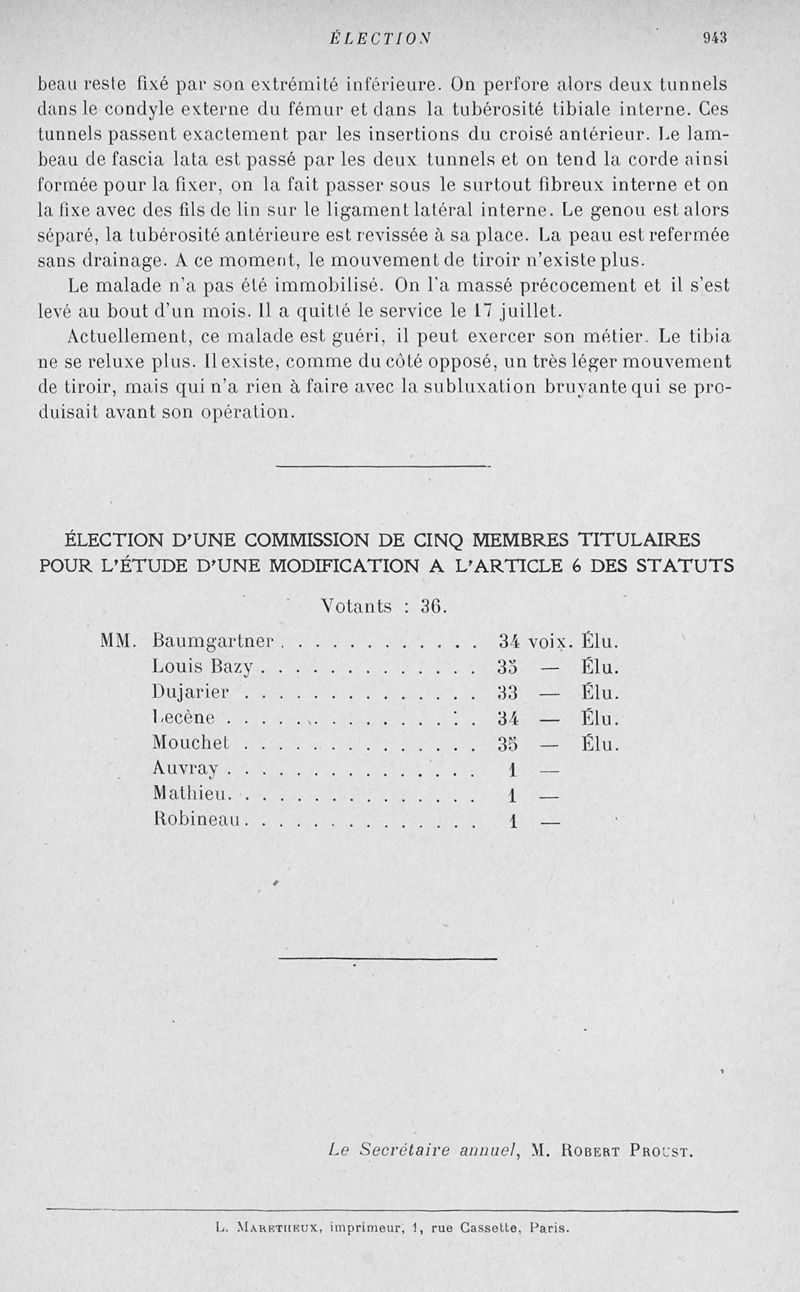 ÉLECTION 943
beau reste fixé par son extrémité inférieure. On perfore alors deux tunnels
dans le condyle externe du fémur et dans la tubérosité tibiale interne. Ces
tunnels passent exactement par les insertions du croisé antérieur. Le lam-
beau de fascia lata est passé par les deux tunnels et on tend la corde ainsi
formée pour la fixer, on la fait passer sous le surtout fibreux interne et on
la fixe avec des fils de lin sur le ligament latéral interne. Le genou est alors
séparé, la tubérosité antérieure est revissée à sa place. La peau est refermée
sans drainage. A ce moment, le mouvement de tiroir n'existe plus.
Le malade n'a pas été immobilisé. On l'a massé précocement et il s'est
levé au bout d'un mois. Il a quitté le service le 17 juillet.
Actuellement, ce malade est guéri, il peut exercer son métier. Le tibia
ne se reluxe plus. Il existe, comme du côté opposé, un très léger mouvement
de tiroir, mais qui n'a rien à faire avec la subluxation bruyante qui se pro-
duisait avant son opération.
ÉLECTION D'UNE COMMISSION DE CINQ MEMBRES TITULAIRES
POUR L'ÉTUDE D'UNE MODIFICATION A L'ARTICLE 6 DES STATUTS
Votants : 36.
MM. Baumgartner . . . . . . . . . . . . 34 voix. Élu.
Louis Bazy . . . . . . . . . . . . . 35 — Élu.
Dujarier . . . . . . . . . . . . . . 33 — Élu.
Lecène . . . . . . . . . . . . . . . 34 — Élu.
Mouchet . . . . . . . . . . . . . . 35 — Élu.
Auvray . . . . . . . . . . . . . . . 1 —
Mathieu. . . . . . . . . . . . . . . 1 —
Robineau. . . . . . . . . . . . . . 1 —
Le Secrétaire annuel, M. ROBERT PROUST.
L. MARETHEUX, imprimeur, 1, rue Cassette, Paris.